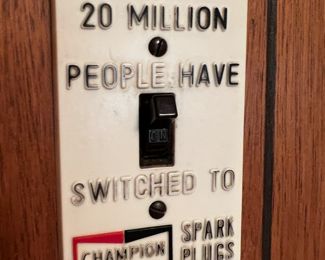 20 MILLION
PEOPLE HAVE
ON
SWITCHED TO
CHAMPION
SPARK
PLUGS